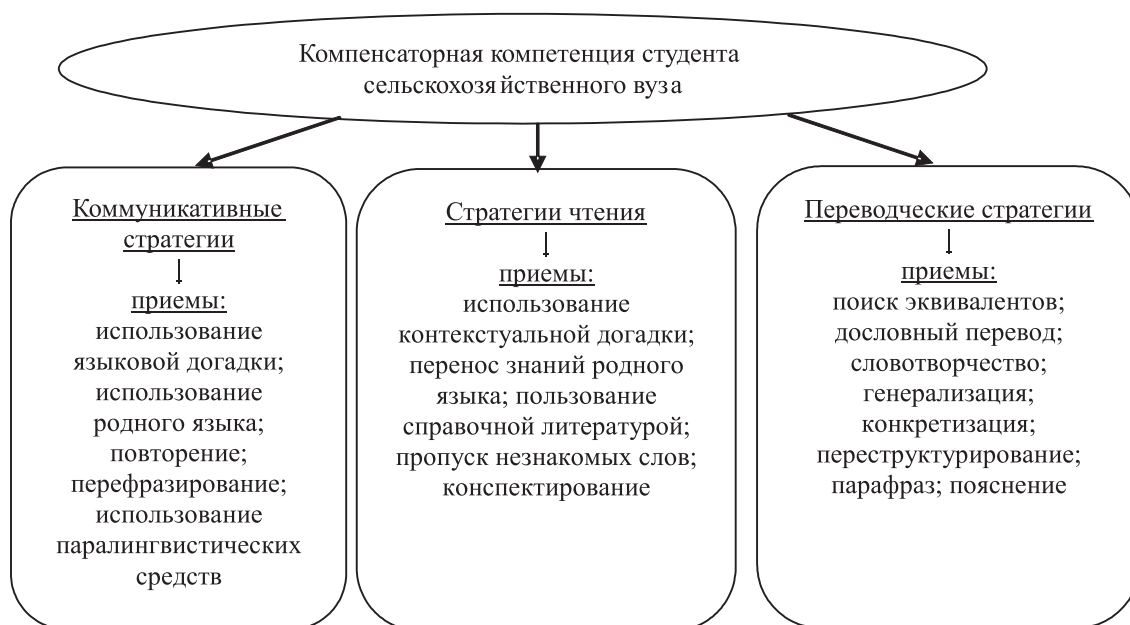 Компенсаторная компетенция студента
сельскохозяйственного вуза
Коммуникативные
стратегии
приемы:
использование
языковой догадки;
использование
родного языка;
повторение;
перефразирование;
использование
паралингвистических
средств
Стратегии чтения
приемы:
использование
контекстуальной догадки;
перенос знаний родного
языка; пользование
справочной литературой;
пропуск незнакомых слов;
конспектирование
Переводческие стратегии
приемы:
поиск эквивалентов;
дословный перевод;
словотворчество;
генерализация;
конкретизация;
переструктурирование;
парафраз; пояснение